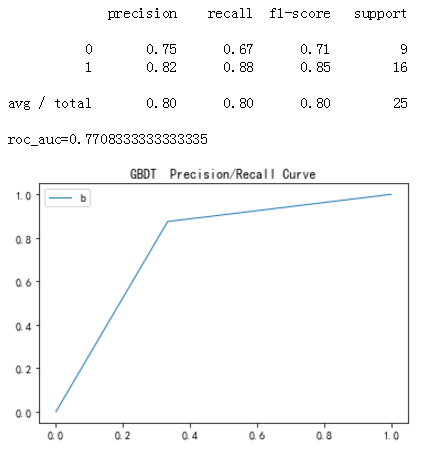 precision recall f1-score support
0 0.75 0.67 0.71 9
1 0.82 0.88 0.85 16
avg / total 0.80 0.80 0.80 25
roc_auc=0.7708333333333335
GBDT Precision/Recall Curve
b
1.0
0.8
0.6
0.4
0.2
0.0
0.0 0.2 0.4 0.6 0.8 1.0